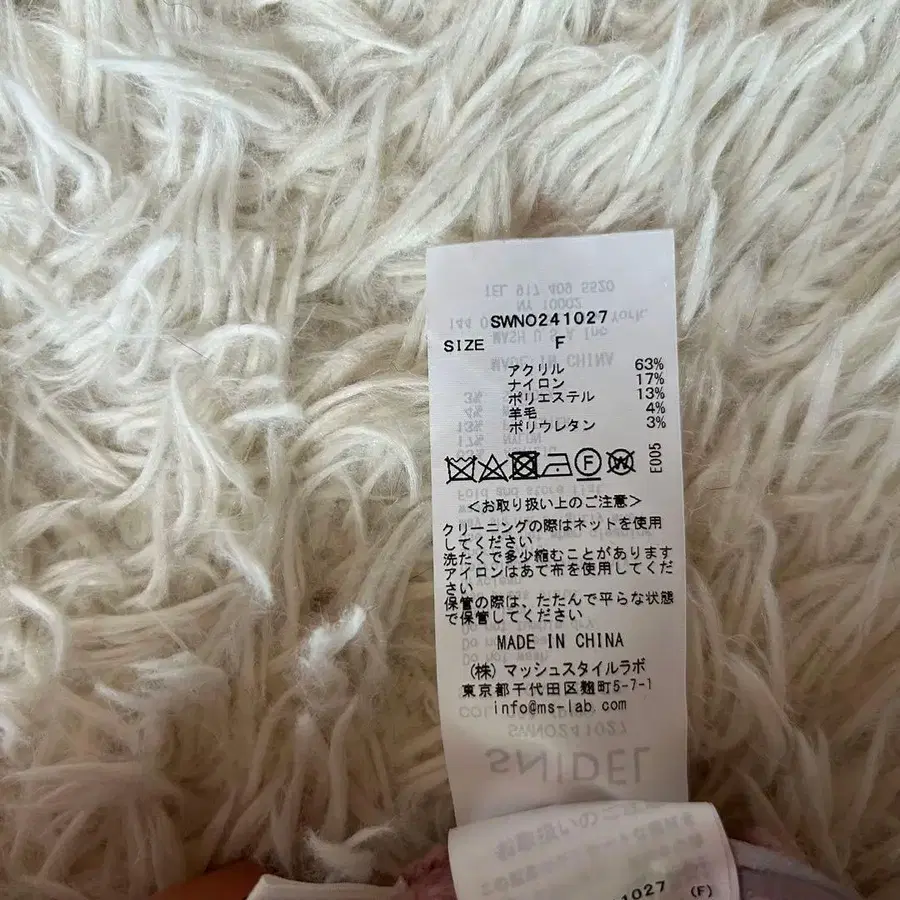 SWNO241027
SIZE F
アクリル 63%
ナイロン 17%
ポリエステル 13%
羊毛 4%
ポリウレタン 3%
F W E005
<お取り扱い上のご注意>
クリーニングの際はネットを使用
してください
洗たくで多少縮むことがあります
アイロンはあて布を使用してくだ
さい
保管の際は、たたんで平らな状態
で保管してください
MADE IN CHINA
(株)マッシュスタイルラボ
東京都千代田区麹町5-7-1
info@ms-lab.com
SWNO241027
SNIDEL
1027 (F)